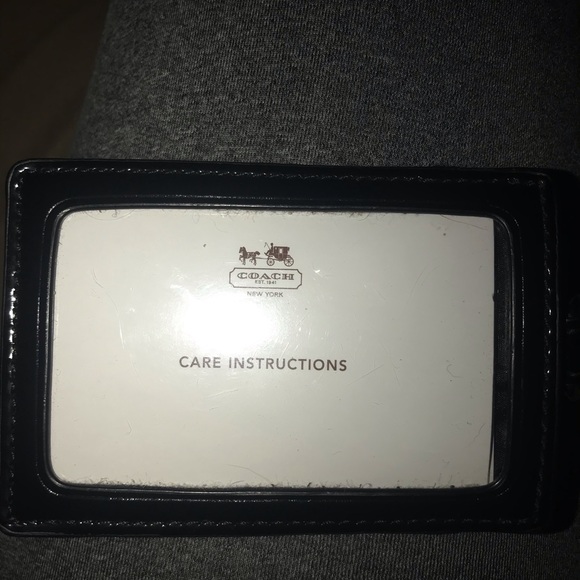 COACH
EST. 1941
NEW YORK
CARE INSTRUCTIONS